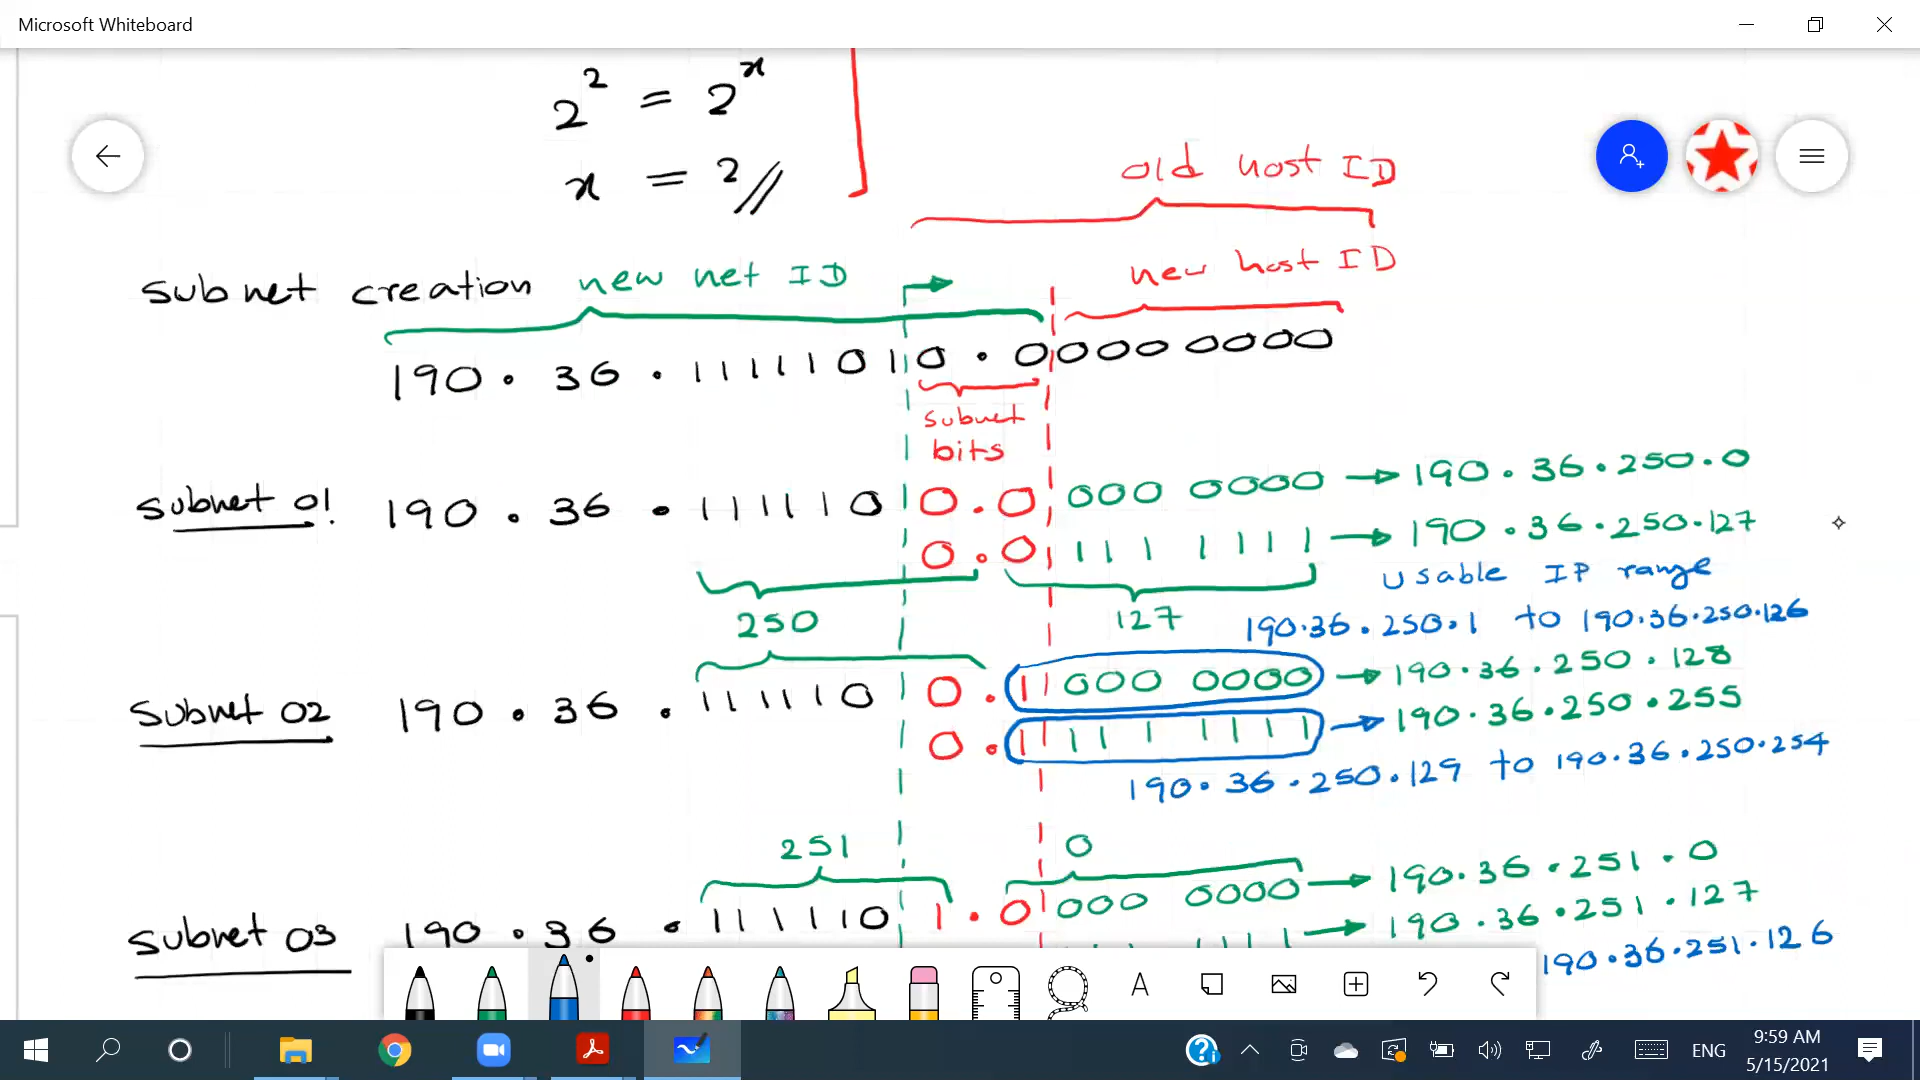 Microsoft Whiteboard
2² = 2ˣ
x = 2//
old host ID
new host ID
subnet creation new net ID
190 . 36 . 1111101 0 . 0 000 0000
subnet
bits
subnet 01 190 . 36 . 111110 0 . 0 000 0000 → 190.36.250.0
0 . 0 111 1111 → 190.36.250.127
usable IP range
250 127 190.36.250.1 to 190.36.250.126
subnet 02 190 . 36 . 111110 0 . 1 000 0000 → 190.36.250.128
0 . 1 111 1111 → 190.36.250.255
190.36.250.129 to 190.36.250.254
251 0
subnet 03 190 . 36 . 111110 1 . 0 000 0000 → 190.36.251.0
→ 190.36.251.127
190.36.251.126
A
ENG
9:59 AM
5/15/2021